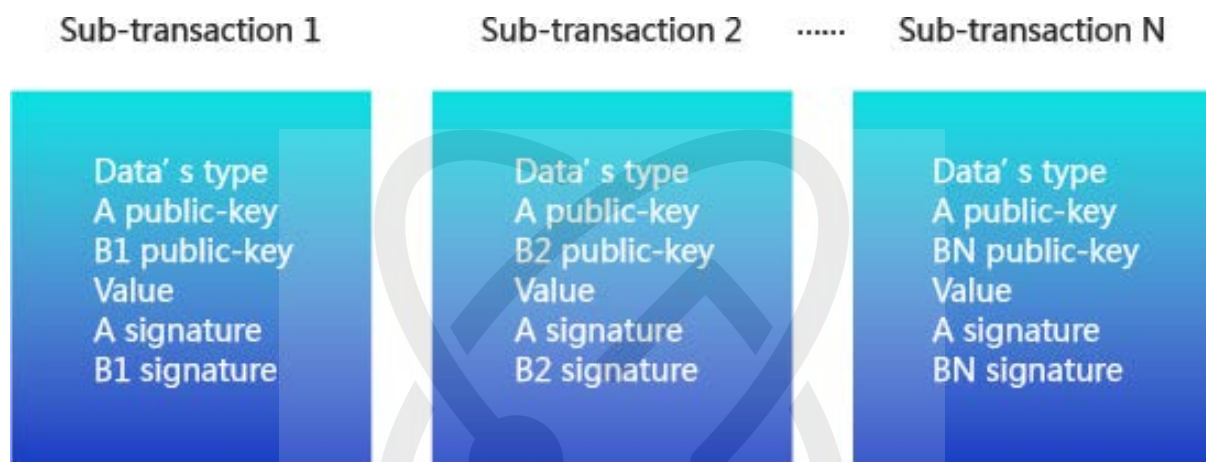 Sub-transaction 1 Sub-transaction 2 ...... Sub-transaction N
Data' s type
A public-key
B1 public-key
Value
A signature
B1 signature
Data' s type
A public-key
B2 public-key
Value
A signature
B2 signature
Data' s type
A public-key
BN public-key
Value
A signature
BN signature